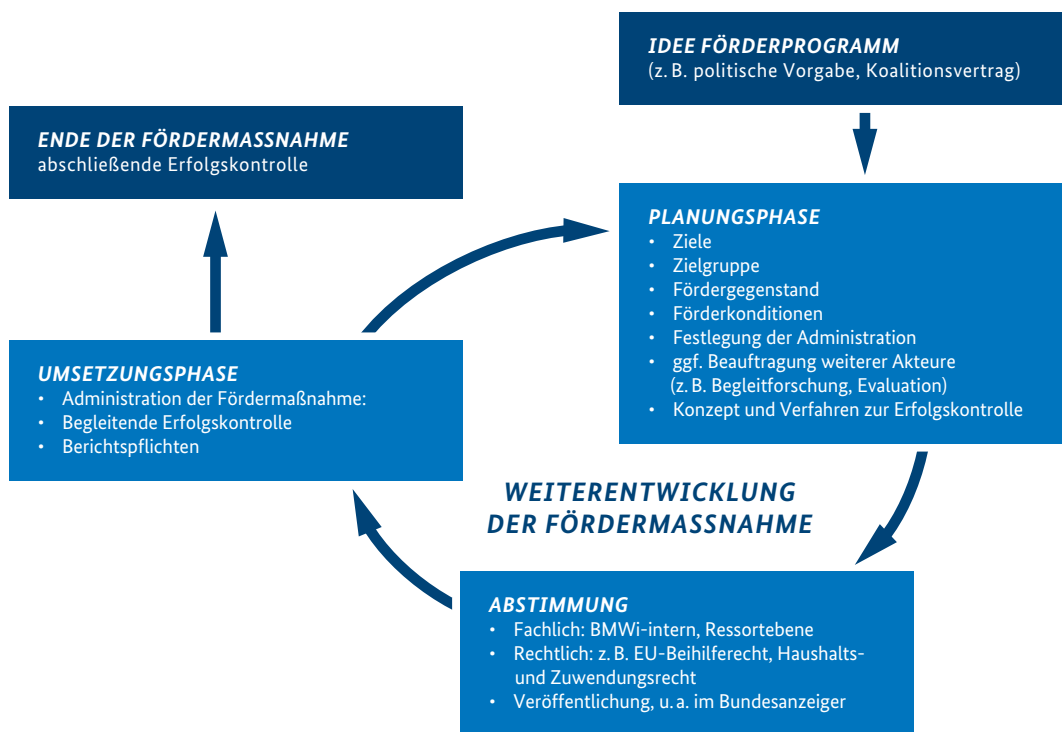 IDEE FÖRDERPROGRAMM
(z. B. politische Vorgabe, Koalitionsvertrag)
ENDE DER FÖRDERMASSNAHME
abschließende Erfolgskontrolle
PLANUNGSPHASE
• Ziele
• Zielgruppe
• Fördergegenstand
• Förderkonditionen
• Festlegung der Administration
• ggf. Beauftragung weiterer Akteure
(z. B. Begleitforschung, Evaluation)
• Konzept und Verfahren zur Erfolgskontrolle
UMSETZUNGSPHASE
• Administration der Fördermaßnahme:
• Begleitende Erfolgskontrolle
• Berichtspflichten
WEITERENTWICKLUNG
DER FÖRDERMASSNAHME
ABSTIMMUNG
• Fachlich: BMWi-intern, Ressortebene
• Rechtlich: z. B. EU-Beihilferecht, Haushalts-
und Zuwendungsrecht
• Veröffentlichung, u. a. im Bundesanzeiger